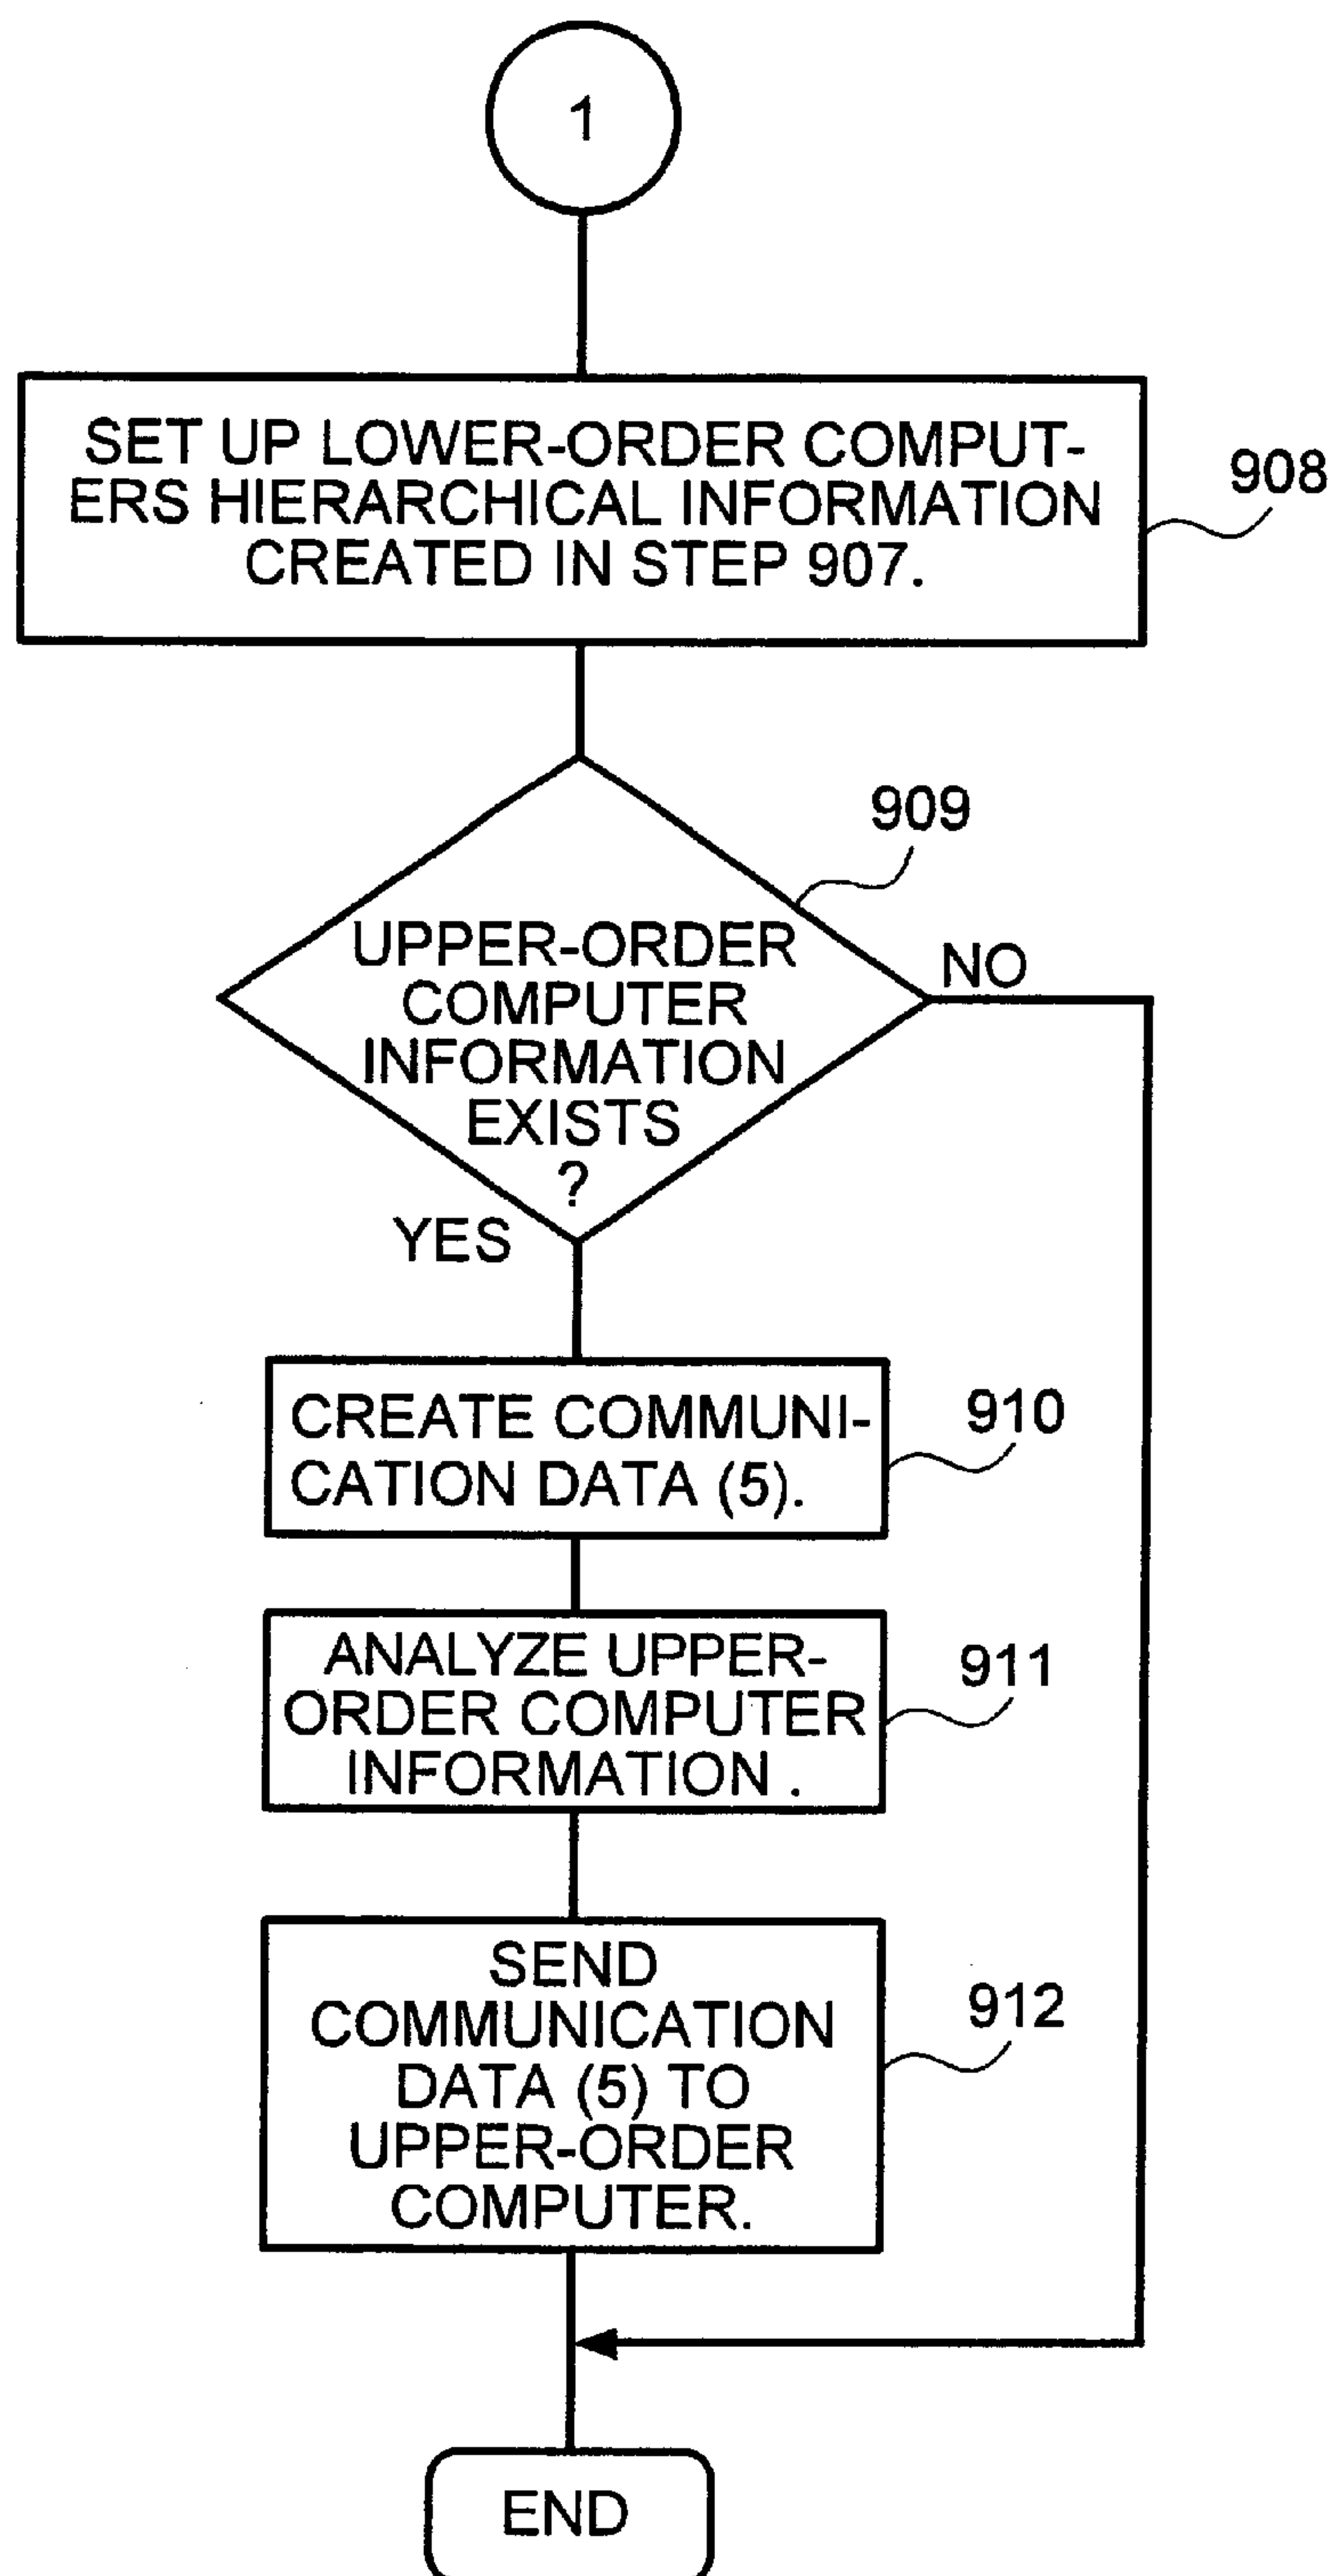 1
SET UP LOWER-ORDER COMPUT-
ERS HIERARCHICAL INFORMATION
CREATED IN STEP 907.
908
909
UPPER-ORDER
COMPUTER
INFORMATION
EXISTS
?
NO
YES
CREATE COMMUNI-
CATION DATA (5).
910
ANALYZE UPPER-
ORDER COMPUTER
INFORMATION .
911
SEND
COMMUNICATION
DATA (5) TO
UPPER-ORDER
COMPUTER.
912
END